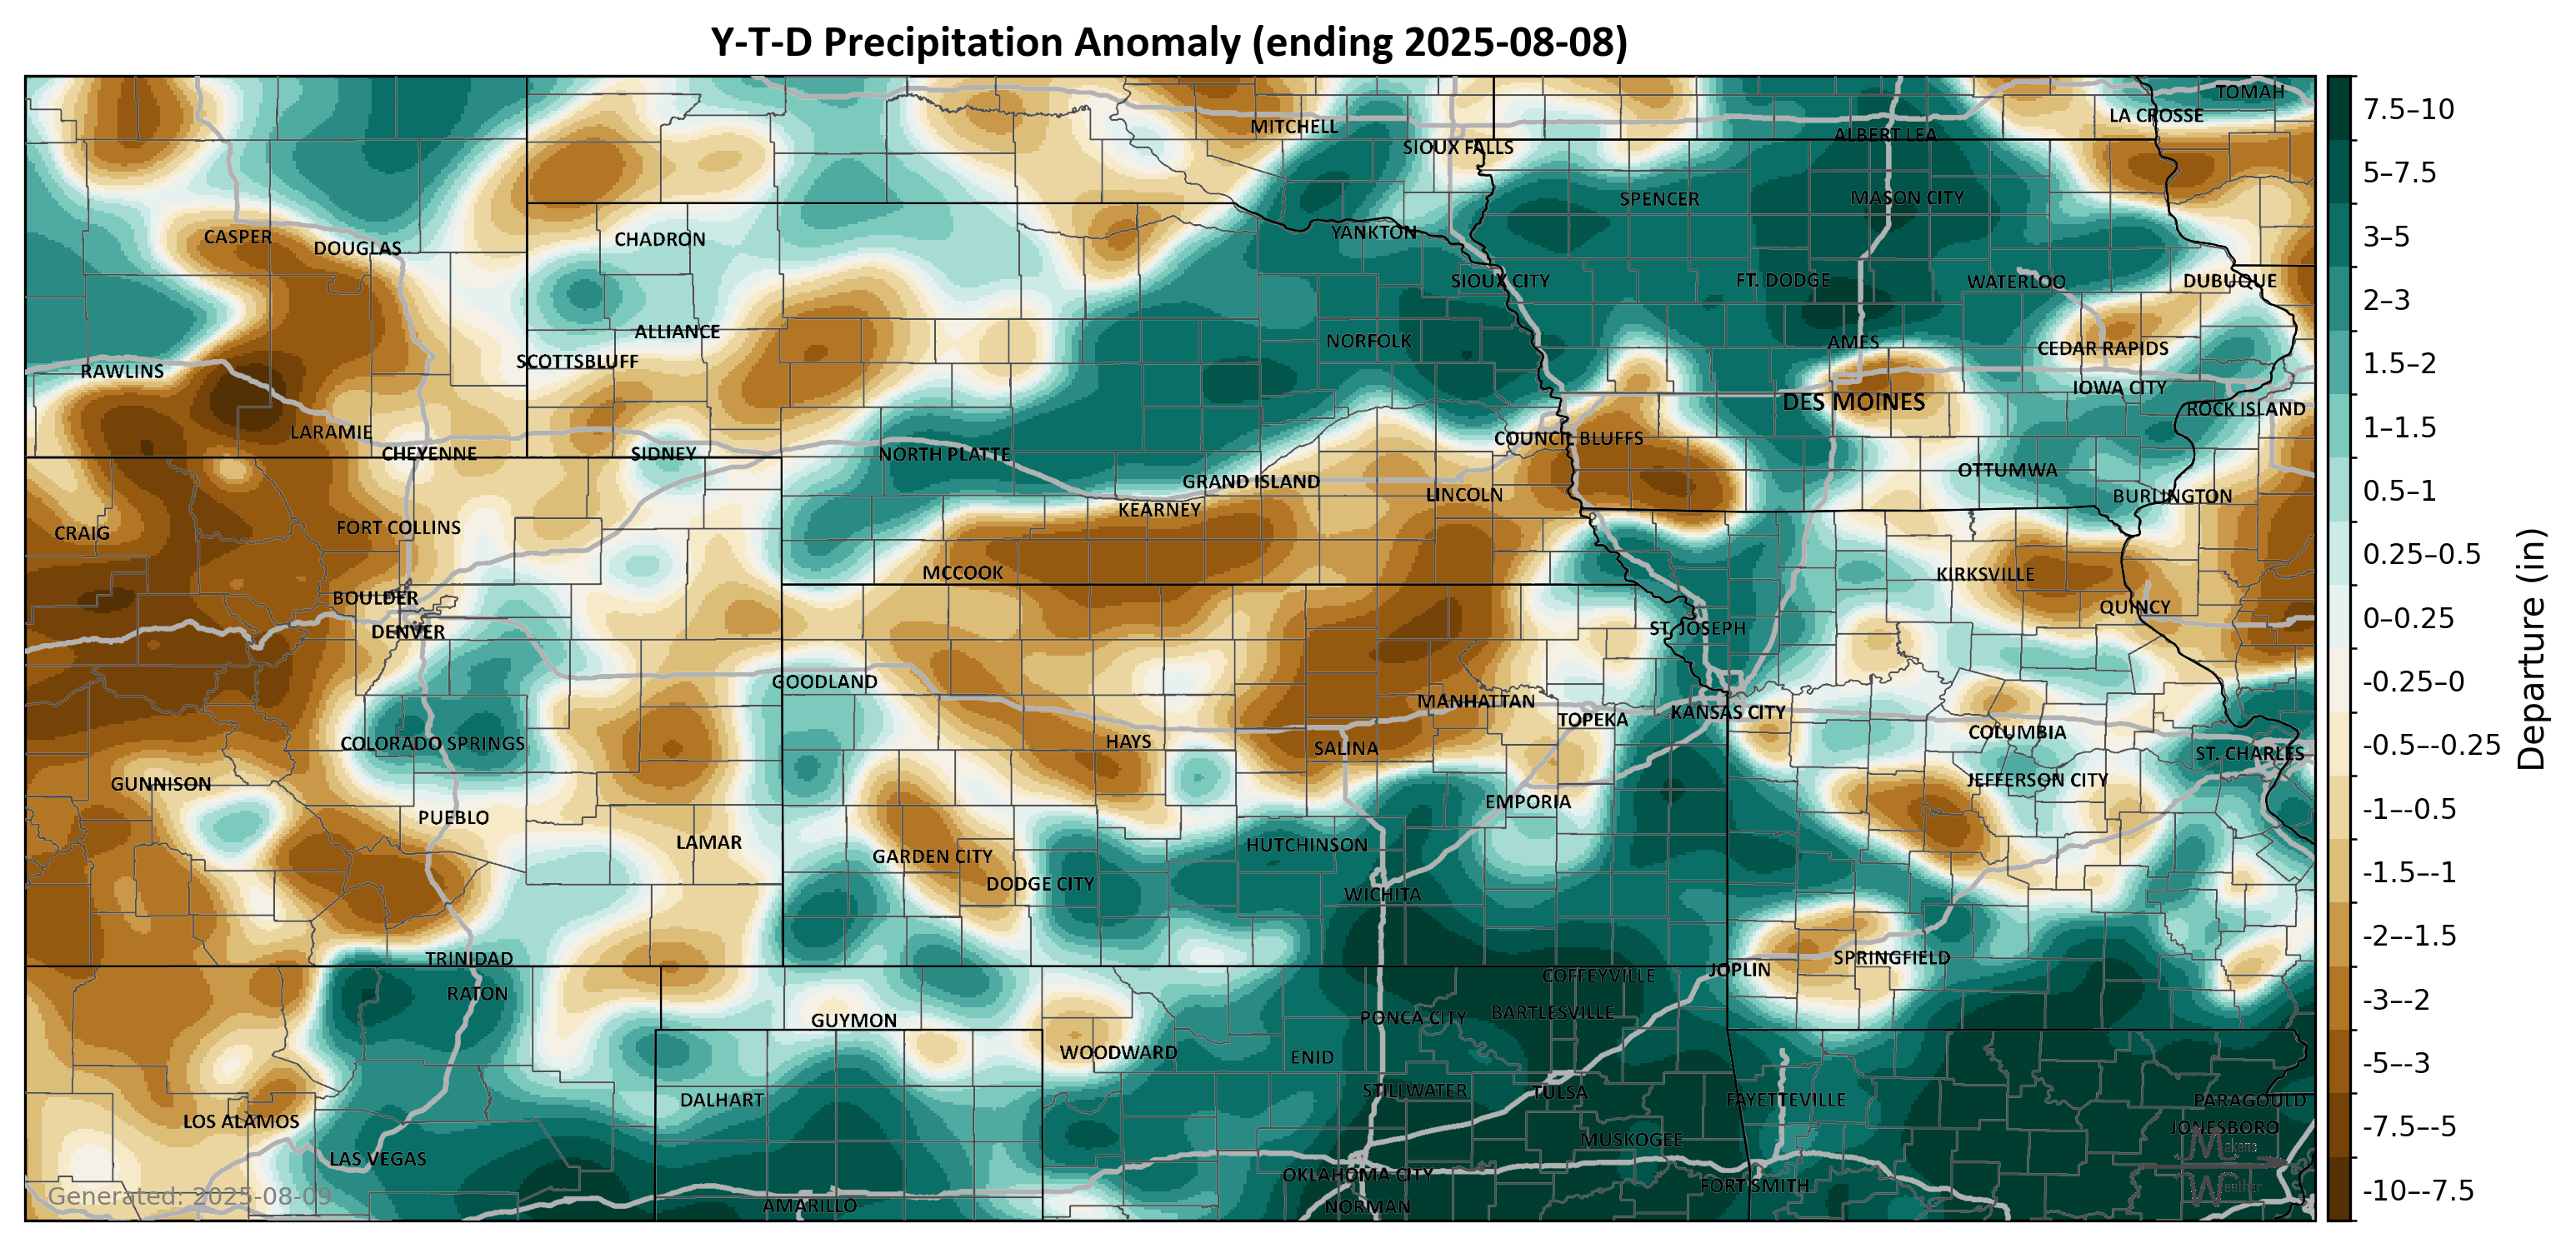 Y-T-D Precipitation Anomaly (ending 2025-08-08)
TOMAH
LA CROSSE
MITCHELL
ALBERT LEA
SIOUX FALLS
SPENCER
MASON CITY
YANKTON
CASPER
DOUGLAS
CHADRON
SIOUX CITY
FT. DODGE
WATERLOO
DUBUQUE
ALLIANCE
NORFOLK
AMES
CEDAR RAPIDS
SCOTTSBLUFF
RAWLINS
IOWA CITY
DES MOINES
ROCK ISLAND
LARAMIE
COUNCIL BLUFFS
CHEYENNE
SIDNEY
NORTH PLATTE
OTTUMWA
GRAND ISLAND
LINCOLN
BURLINGTON
KEARNEY
CRAIG
FORT COLLINS
MCCOOK
KIRKSVILLE
BOULDER
QUINCY
DENVER
ST. JOSEPH
GOODLAND
MANHATTAN
KANSAS CITY
TOPEKA
COLUMBIA
COLORADO SPRINGS
HAYS
SALINA
ST. CHARLES
GUNNISON
JEFFERSON CITY
EMPORIA
PUEBLO
LAMAR
HUTCHINSON
GARDEN CITY
DODGE CITY
WICHITA
TRINIDAD
SPRINGFIELD
JOPLIN
COFFEYVILLE
RATON
BARTLESVILLE
PONCA CITY
GUYMON
WOODWARD
ENID
STILLWATER
TULSA
DALHART
FAYETTEVILLE
PARAGOULD
LOS ALAMOS
JONESBORO
MUSKOGEE
LAS VEGAS
OKLAHOMA CITY
FORT SMITH
AMARILLO
NORMAN
Makens
Weather
Generated: 2025-08-09
7.5–10
5–7.5
3–5
2–3
1.5–2
1–1.5
0.5–1
0.25–0.5
0–0.25
-0.25–0
-0.5–-0.25
-1–-0.5
-1.5–-1
-2–-1.5
-3–-2
-5–-3
-7.5–-5
-10–-7.5
Departure (in)